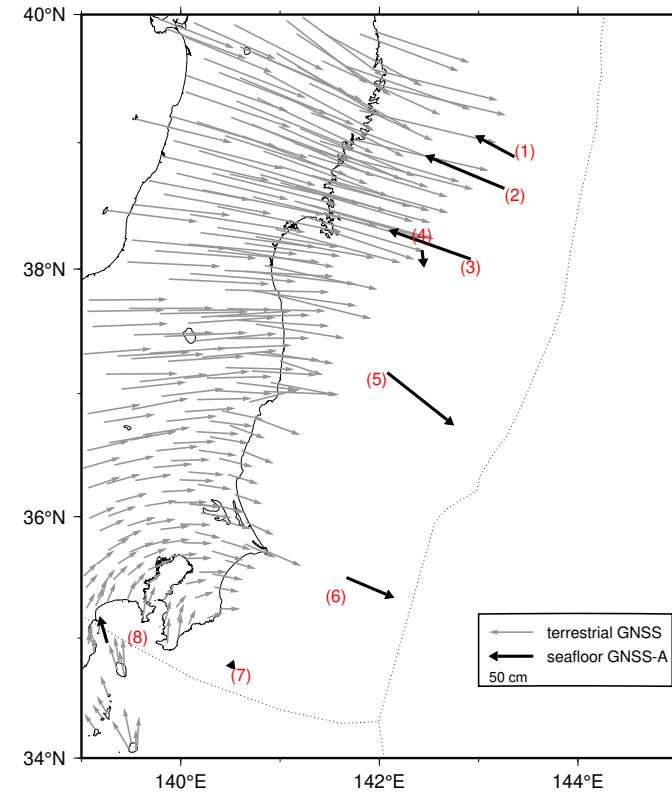 40°N
(1)
(2)
(4)
38°N
(3)
(5)
36°N
(6)
terrestrial GNSS
(8)
seafloor GNSS-A
(7)
50 cm
34°N
140°E
142°E
144°E